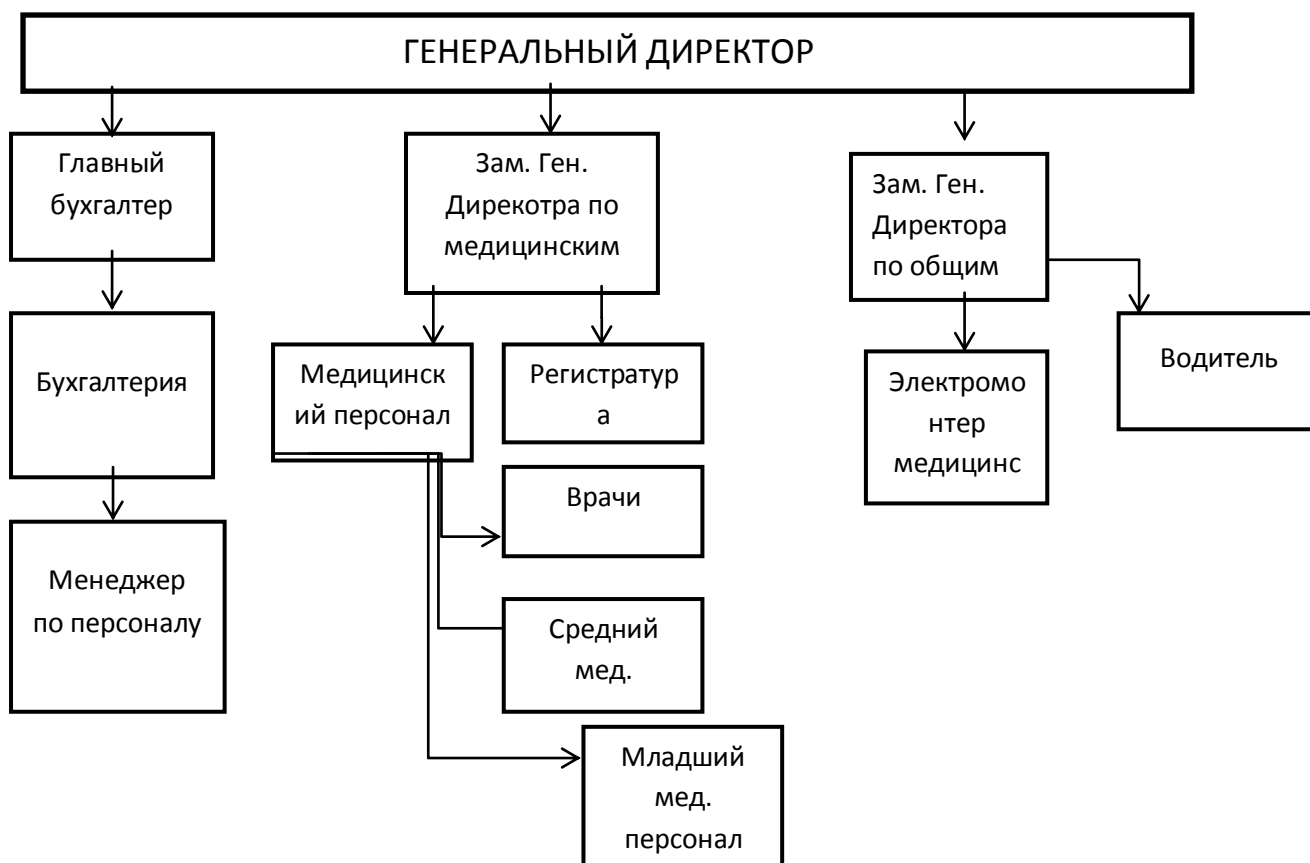 ГЕНЕРАЛЬНЫЙ ДИРЕКТОР
Главный
бухгалтер
Зам. Ген.
Дирекотра по
медицинским
Зам. Ген.
Директора
по общим
Бухгалтерия
Медицинск
ий персонал
Регистратур
а
Электромо
нтер
медицинс
Водитель
Врачи
Менеджер
по персоналу
Средний
мед.
Младший
мед.
персонал